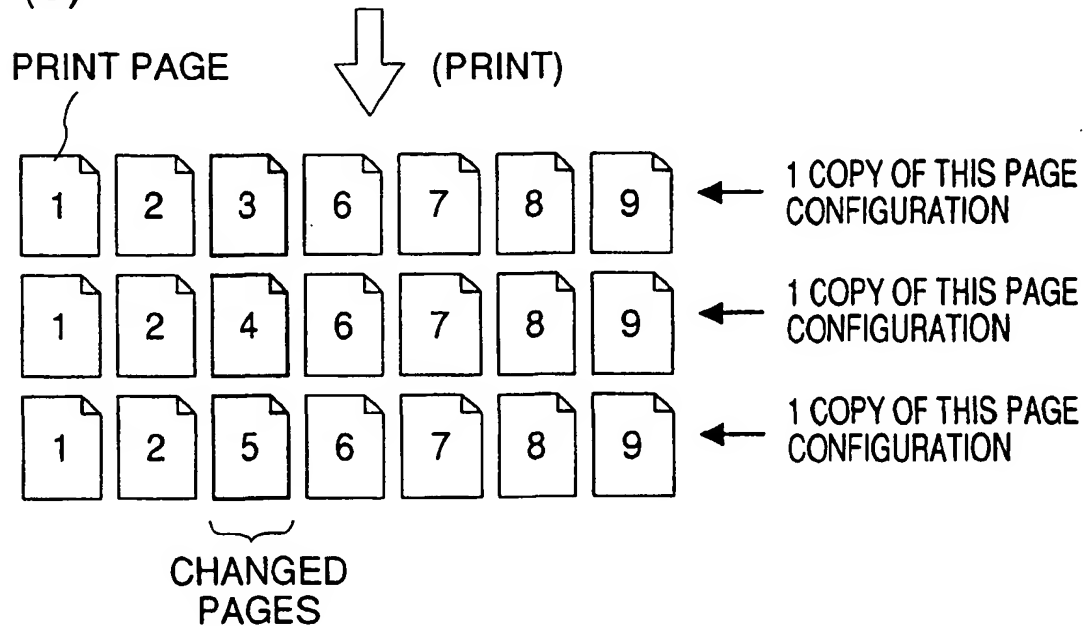 PRINT PAGE
(PRINT)
1 2 3 6 7 8 9
1 COPY OF THIS PAGE
CONFIGURATION
1 2 4 6 7 8 9
1 COPY OF THIS PAGE
CONFIGURATION
1 2 5 6 7 8 9
1 COPY OF THIS PAGE
CONFIGURATION
CHANGED
PAGES